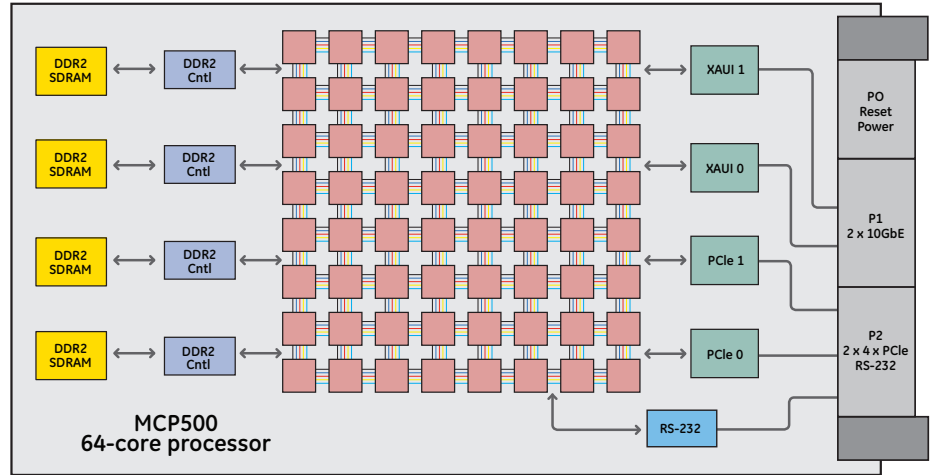 DDR2
SDRAM
DDR2
Cntl
XAUI 1
PO
Reset
Power
DDR2
SDRAM
DDR2
Cntl
XAUI 0
P1
2 x 10GbE
DDR2
SDRAM
DDR2
Cntl
PCIe 1
DDR2
SDRAM
DDR2
Cntl
PCIe 0
P2
2 x 4 x PCIe
RS-232
MCP500
64-core processor
RS-232